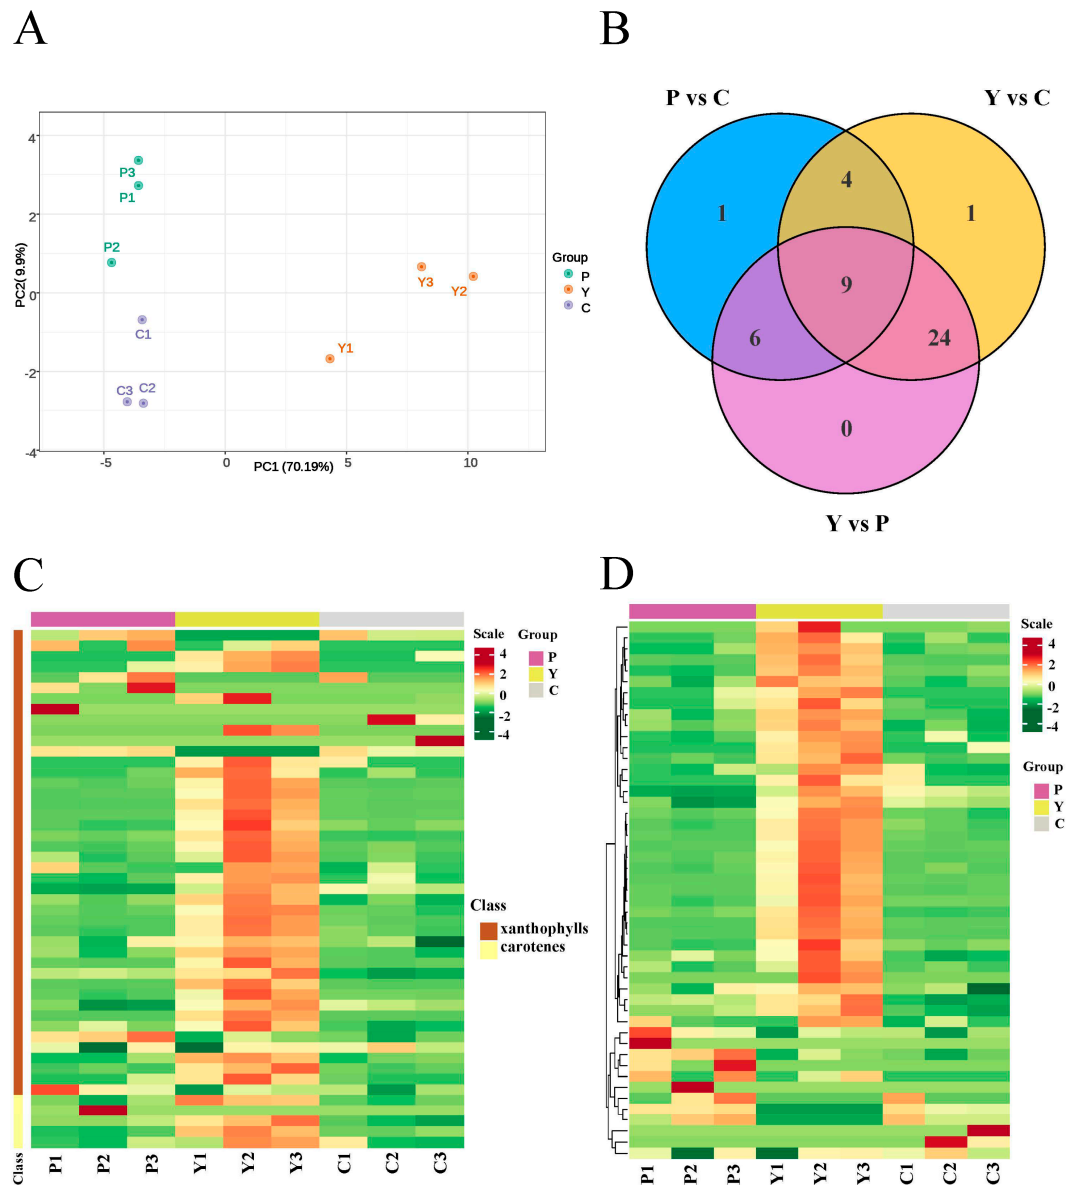 A
B
P vs C
Y vs C
4
2
0
-2
-4
PC2(9.9%)
P3
P1
P2
C1
C3
C2
Y3
Y2
Y1
-5
0
5
10
PC1 (70.19%)
Group
P
Y
C
1
4
1
9
6
24
0
Y vs P
C
D
Scale
4
2
0
-2
-4
Group
P
Y
C
Class
xanthophylls
carotenes
Class
P1
P2
P3
Y1
Y2
Y3
C1
C2
C3
Scale
4
2
0
-2
-4
Group
P
Y
C
P1
P2
P3
Y1
Y2
Y3
C1
C2
C3